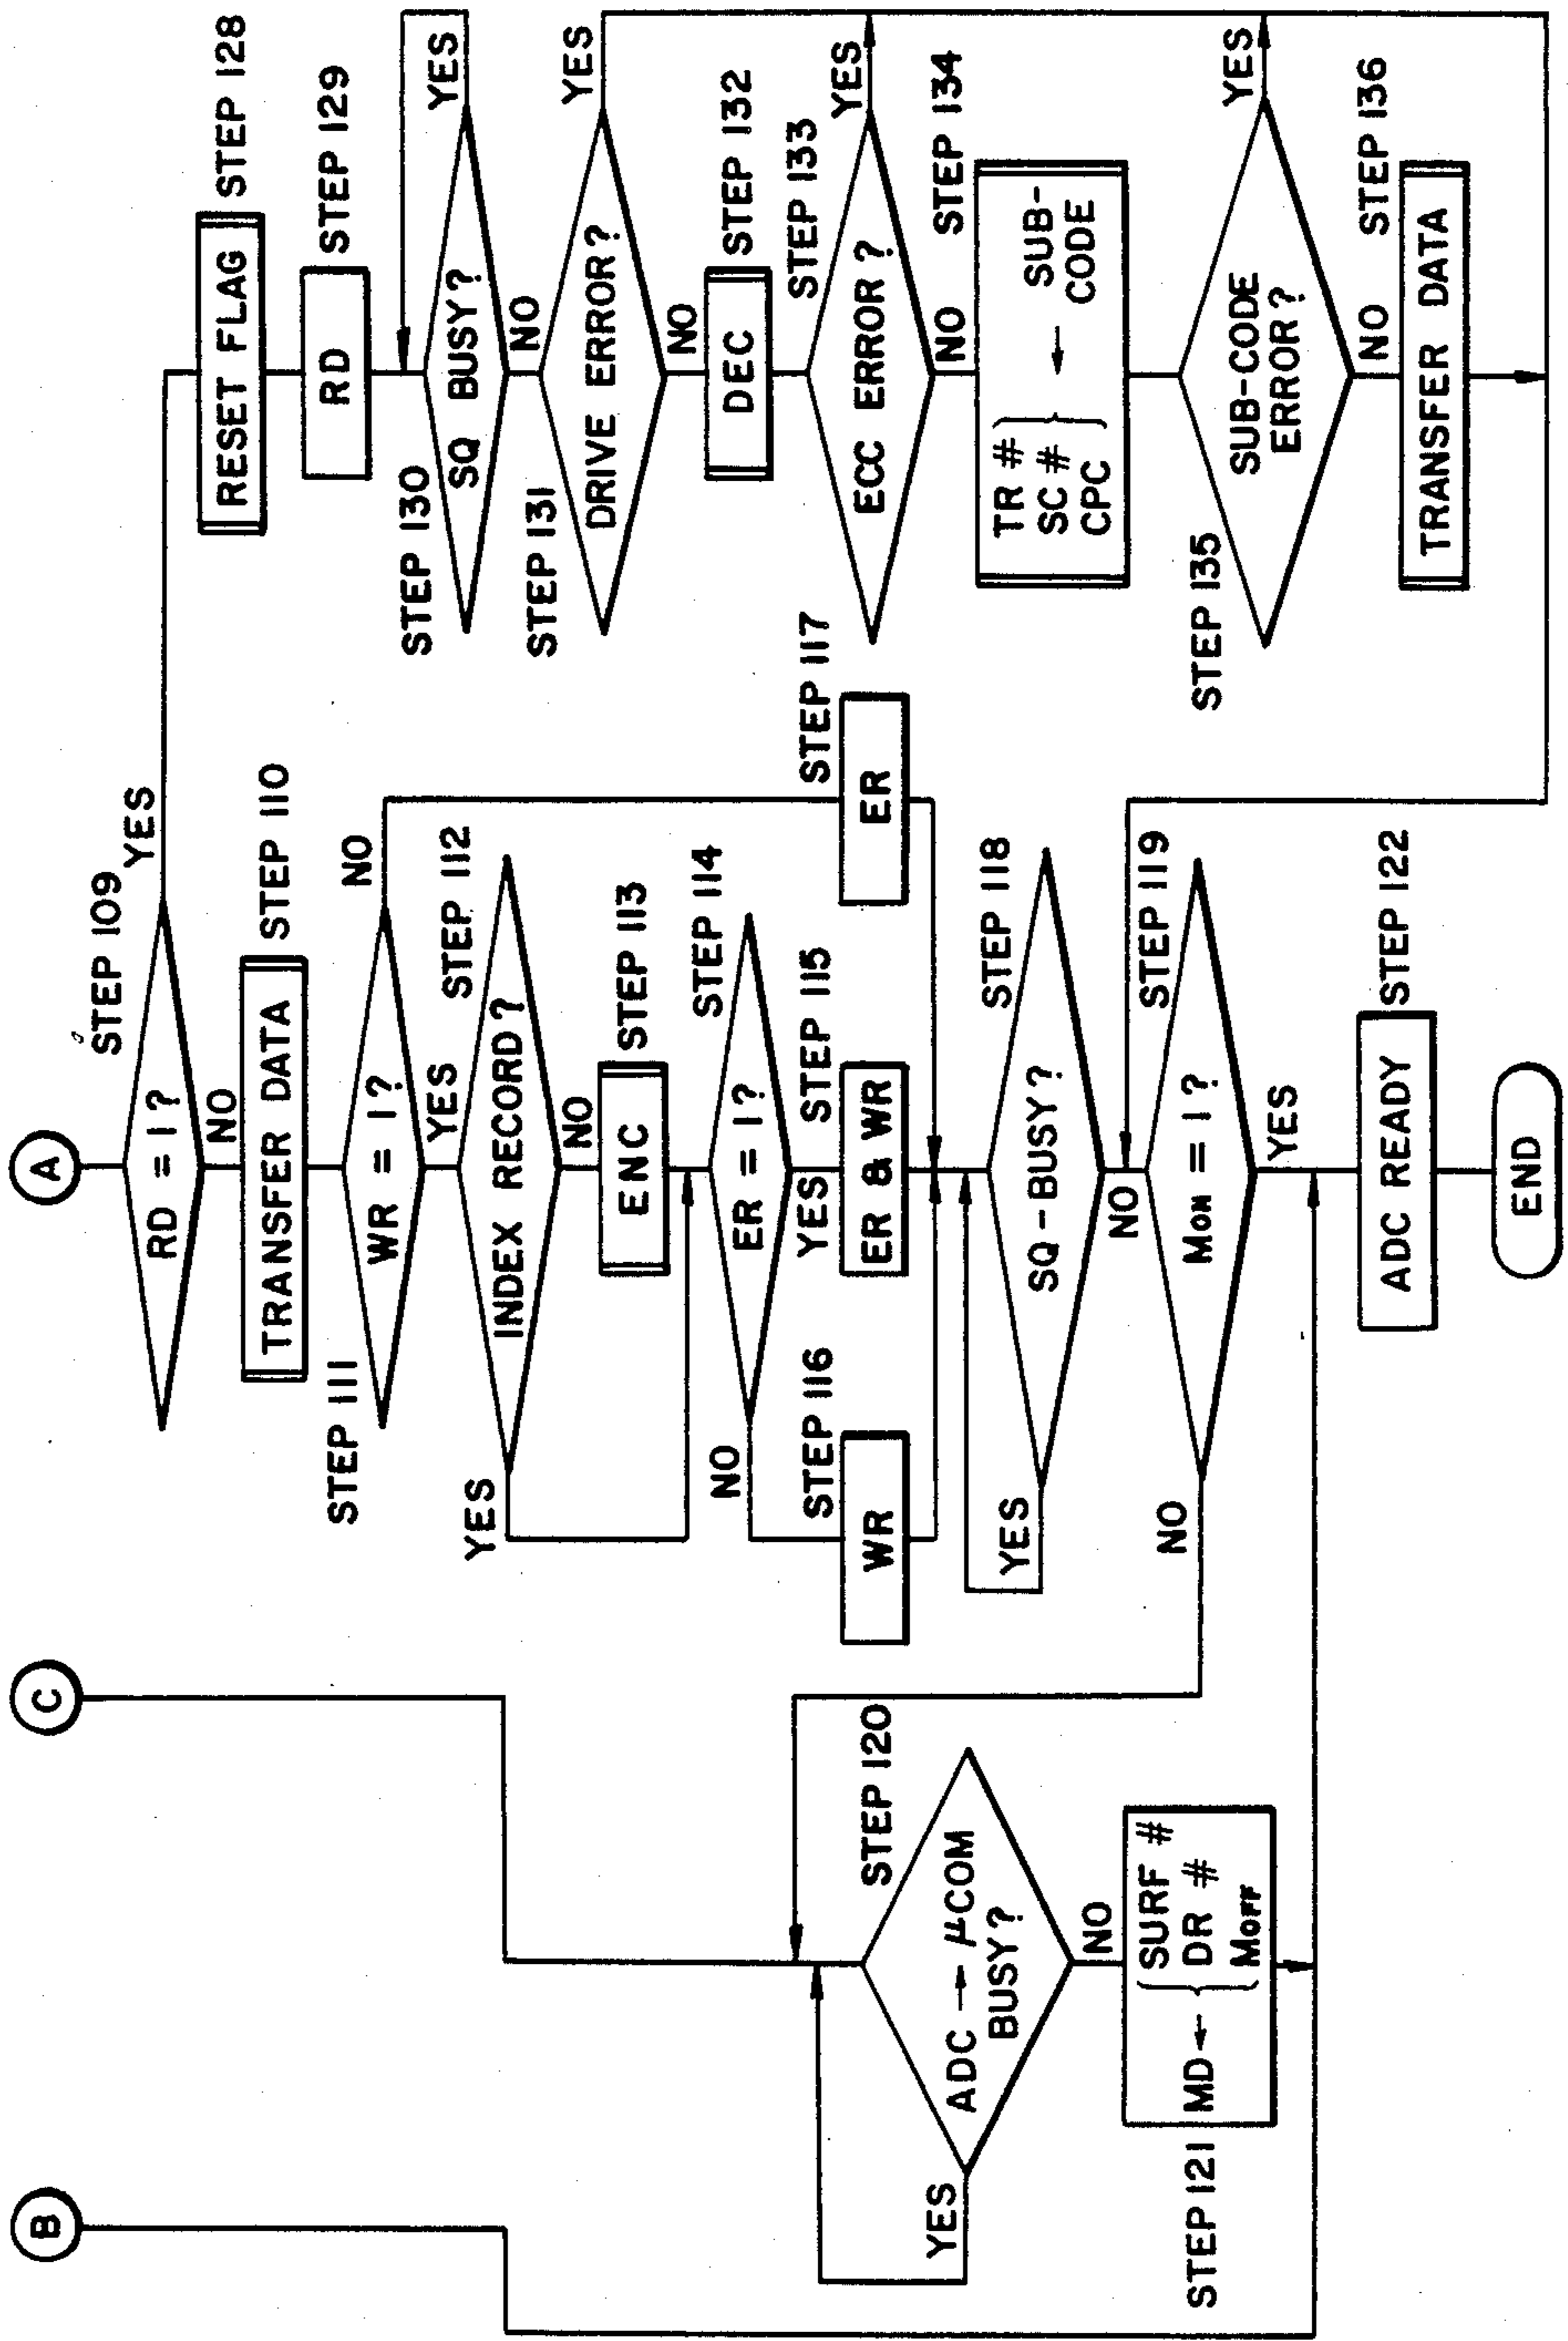 B
C
A
STEP 109
RD = 1?
YES
NO
TRANSFER DATA
STEP 110
STEP 111
WR = 1?
NO
YES
STEP 112
INDEX RECORD?
YES
NO
ENC
STEP 113
STEP 114
ER = 1?
NO
YES
STEP 115
ER & WR
STEP 116
WR
STEP 117
ER
STEP 118
SQ-BUSY?
YES
NO
STEP 119
MON = 1?
NO
YES
STEP 120
ADC → μCOM
BUSY?
YES
NO
STEP 121
MD ← { SURF #
DR #
MOFF
ADC READY
STEP 122
END
RESET FLAG
STEP 128
RD
STEP 129
STEP 130
SQ BUSY?
YES
NO
STEP 131
DRIVE ERROR?
YES
NO
DEC
STEP 132
STEP 133
ECC ERROR?
YES
NO
STEP 134
TR #
SC #
CPC } ← SUB-
CODE
STEP 135
SUB-CODE
ERROR?
YES
NO
STEP 136
TRANSFER DATA